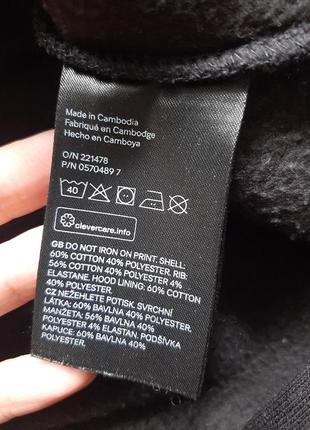 Made in Cambodia
Fabriqué en Cambodge
Hecho en Camboya
O/N 221478
P/N 0570489 7
40
clevercare.info
GB DO NOT IRON ON PRINT. SHELL:
60% COTTON 40% POLYESTER. RIB:
56% COTTON 40% POLYESTER 4%
ELASTANE. HOOD LINING: 60% COTTON
40% POLYESTER.
CZ NEŽEHLETE POTISK. SVRCHNÍ
LÁTKA: 60% BAVLNA 40% POLYESTER.
MANŽETA: 56% BAVLNA 40%
POLYESTER 4% ELASTAN. PODŠÍVKA
KAPUCE: 60% BAVLNA 40%
POLYESTER.